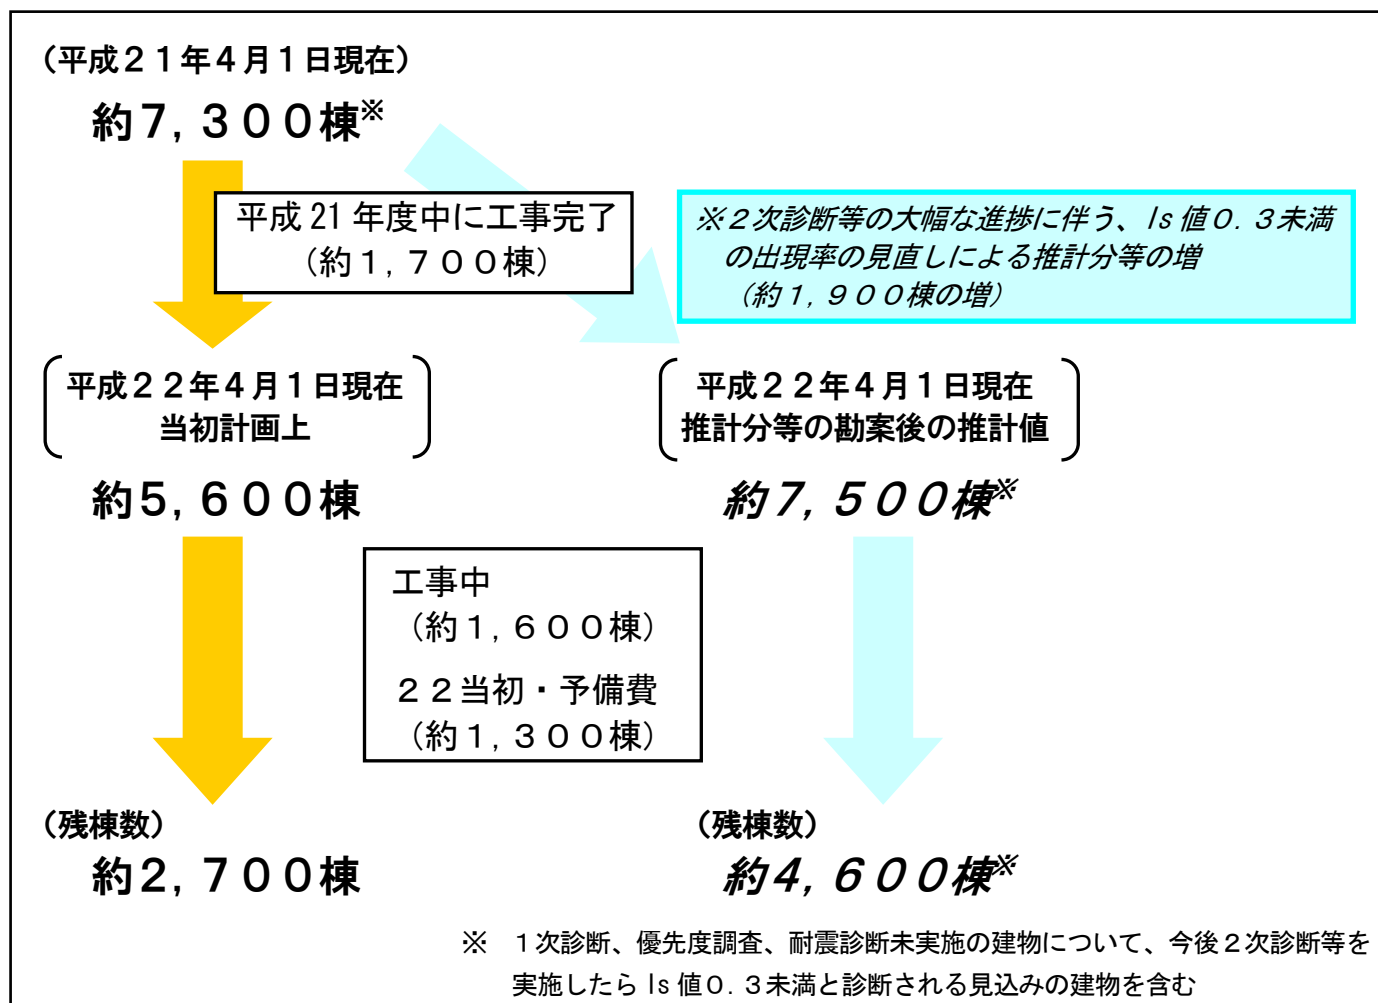 （平成２１年４月１日現在）
約７，３００棟※
平成 21 年度中に工事完了
（約１，７００棟）
※２次診断等の大幅な進捗に伴う、Is 値０．３未満
の出現率の見直しによる推計分等の増
（約１，９００棟の増）
平成２２年４月１日現在
当初計画上
約５，６００棟
平成２２年４月１日現在
推計分等の勘案後の推計値
約７，５００棟※
工事中
（約１，６００棟）
２２当初・予備費
（約１，３００棟）
（残棟数）
約２，７００棟
（残棟数）
約４，６００棟※
※　１次診断、優先度調査、耐震診断未実施の建物について、今後２次診断等を
実施したら Is 値０．３未満と診断される見込みの建物を含む